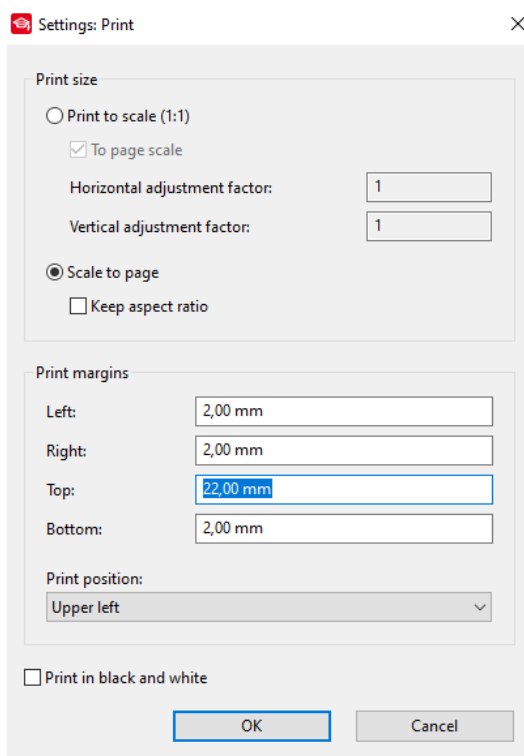 Settings: Print
Print size
Print to scale (1:1)
To page scale
Horizontal adjustment factor: 1
Vertical adjustment factor: 1
Scale to page
Keep aspect ratio
Print margins
Left: 2,00 mm
Right: 2,00 mm
Top: 22,00 mm
Bottom: 2,00 mm
Print position:
Upper left
Print in black and white
OK Cancel